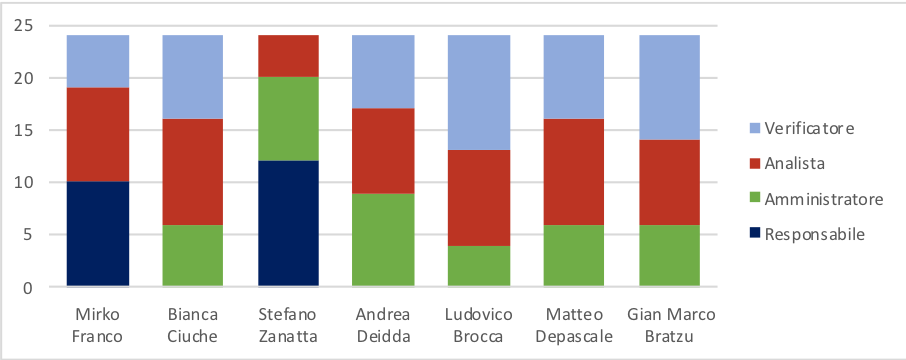 25
20
15
10
5
0
Mirko
Franco
Bianca
Ciuche
Stefano
Zanatta
Andrea
Deidda
Ludovico
Brocca
Matteo
Depascale
Gian Marco
Bratzu
Verificatore
Analista
Amministratore
Responsabile